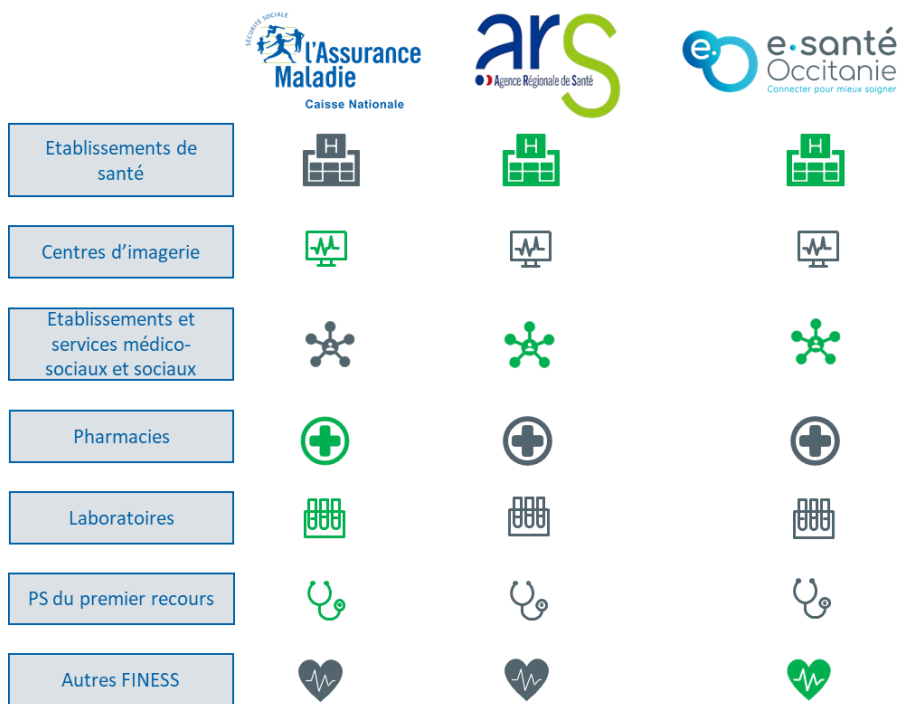 SÉCURITÉ SOCIALE
l'Assurance
Maladie
Caisse Nationale
ars
Agence Régionale de Santé
e.
e•santé
Occitanie
Connecter pour mieux soigner
Etablissements de
santé
H
H
H
Centres d'imagerie
Etablissements et
services médico-
sociaux et sociaux
Pharmacies
Laboratoires
PS du premier recours
Autres FINESS